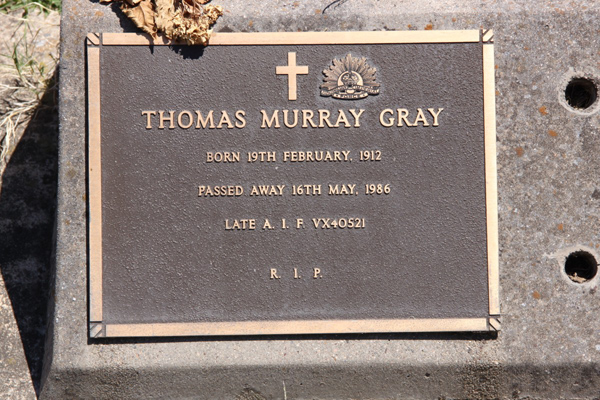 THOMAS MURRAY GRAY
BORN 19TH FEBRUARY, 1912
PASSED AWAY 16TH MAY, 1986
LATE A. I. F. VX40521
R. I. P.